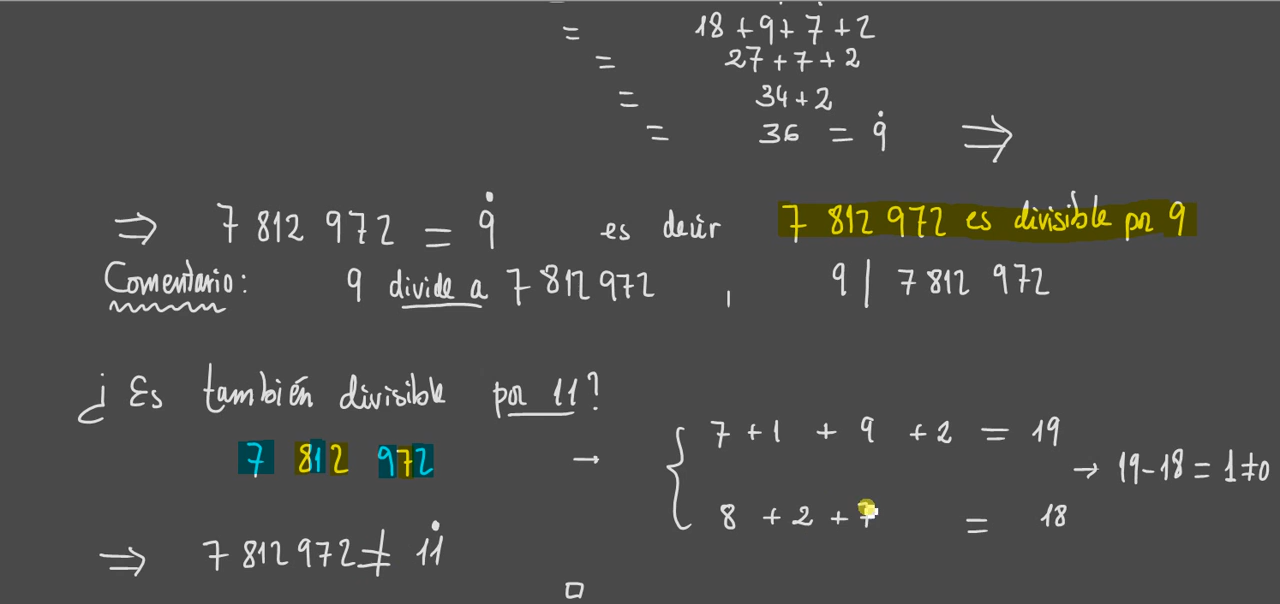 = 18 + 9 + 7 + 2
= 27 + 7 + 2
= 34 + 2
= 36 = 9̇ ⇒
⇒ 7 812 972 = 9̇ es decir 7 812 972 es divisible por 9
Comentario: 9 divide a 7 812 972 , 9 | 7 812 972
¿Es también divisible por 11?
7 812 972 → { 7 + 1 + 9 + 2 = 19
8 + 2 + 7 = 18
→ 19-18 = 1 ≠ 0
⇒ 7 812 972 ≠ 11̇
□